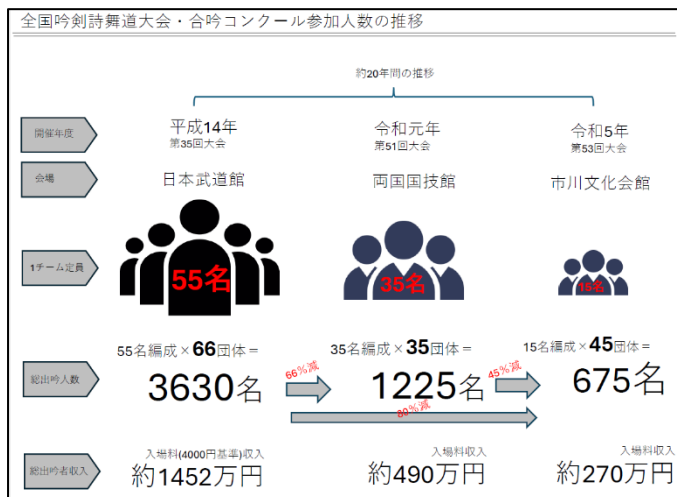 全国吟剣詩舞道大会・合吟コンクール参加人数の推移
約20年間の推移
開催年度
平成14年
第35回大会
令和元年
第51回大会
令和5年
第53回大会
会場
日本武道館
両国国技館
市川文化会館
1チーム定員
55名
35名
15名
総出吟人数
55名編成×66団体＝
3630名
66%減
35名編成×35団体＝
1225名
45%減
15名編成×45団体＝
675名
80%減
総出吟者収入
入場料(4000円基準)収入
約1452万円
入場料収入
約490万円
入場料収入
約270万円